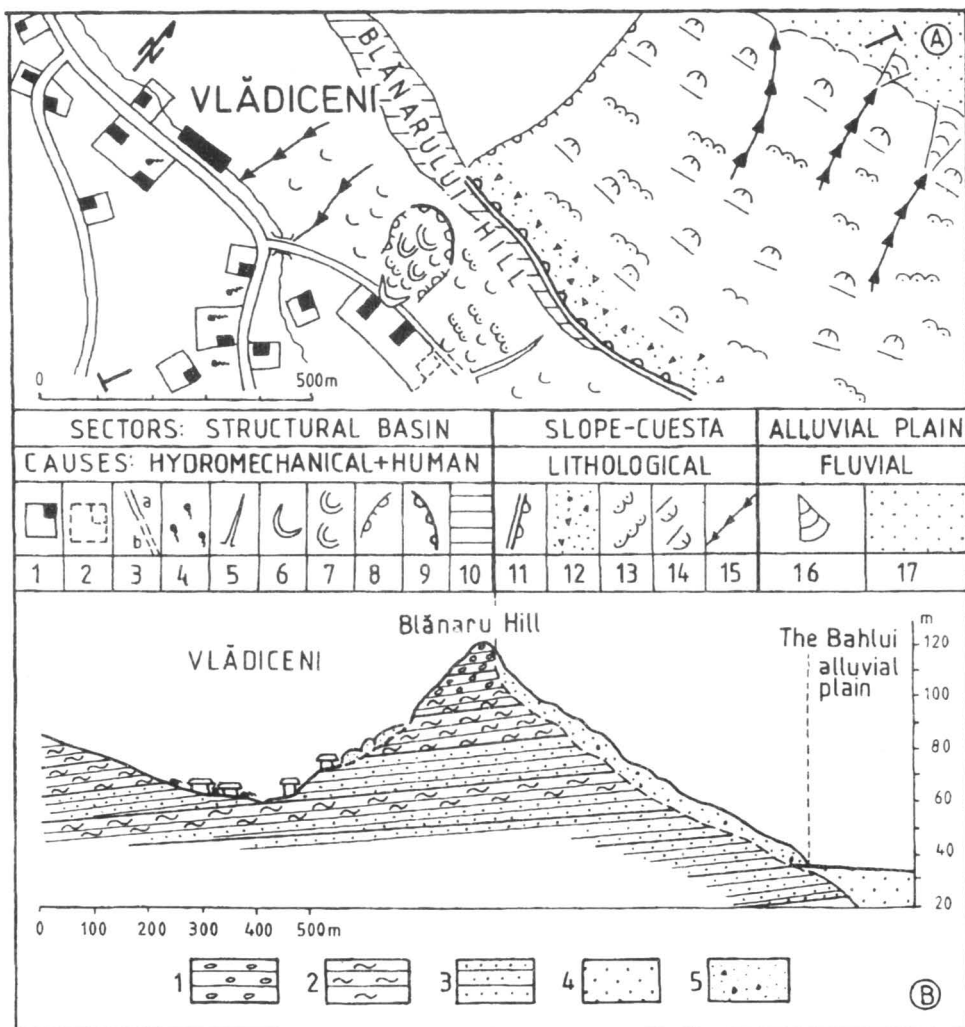 A
VLĂDICENI
BLĂNARULUI HILL
0 500m
SECTORS: STRUCTURAL BASIN SLOPE-CUESTA ALLUVIAL PLAIN
CAUSES: HYDROMECHANICAL+HUMAN LITHOLOGICAL FLUVIAL
a
b
1 2 3 4 5 6 7 8 9 10 11 12 13 14 15 16 17
m
Blănaru Hill
120
VLĂDICENI
The Bahlui
alluvial
plain
100
80
60
40
20
0 100 200 300 400 500m
1 2 3 4 5
B